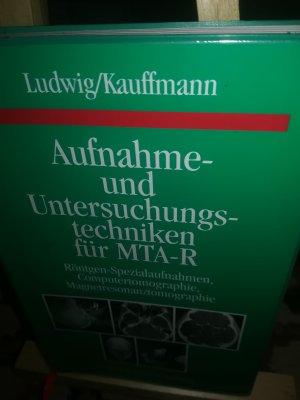 Ludwig/Kauffmann
Aufnahme-
und
Untersuchungs-
techniken
für MTA-R
Röntgen-Spezialaufnahmen,
Computertomographie,
Magnetresonanztomographie